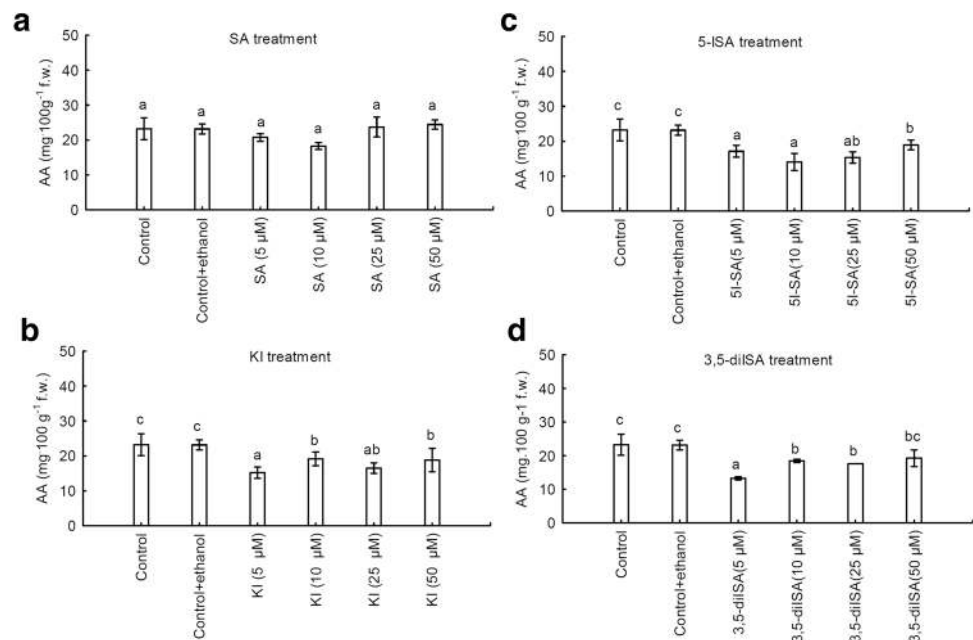 a
SA treatment
AA (mg·100g⁻¹ f.w.)
50
40
30
20
10
0
a
a
a
a
a
a
Control
Control+ethanol
SA (5 µM)
SA (10 µM)
SA (25 µM)
SA (50 µM)
b
KI treatment
AA (mg·100 g⁻¹ f.w.)
50
40
30
20
10
0
c
c
a
b
ab
b
Control
Control+ethanol
KI (5 µM)
KI (10 µM)
KI (25 µM)
KI (50 µM)
c
5-ISA treatment
AA (mg·100 g⁻¹ f.w.)
50
40
30
20
10
0
c
c
a
a
ab
b
Control
Control+ethanol
5I-SA(5 µM)
5I-SA(10 µM)
5I-SA(25 µM)
5I-SA(50 µM)
d
3,5-diISA treatment
AA (mg.100 g-1 f.w.)
50
40
30
20
10
0
c
c
a
b
b
bc
Control
Control+ethanol
3,5-diISA(5 µM)
3,5-diISA(10 µM)
3,5-diISA(25 µM)
3,5-diISA(50 µM)